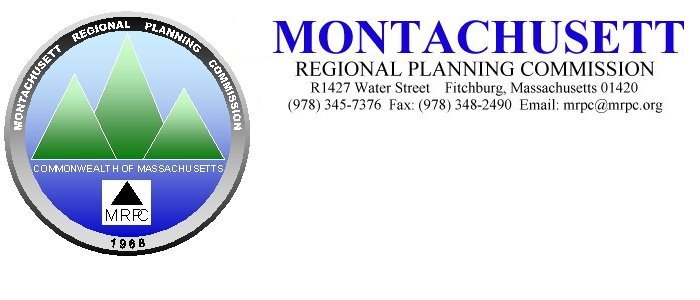 MONTACHUSETT REGIONAL PLANNING COMMISSION
COMMONWEALTH OF MASSACHUSETTS
MRPC
1968
MONTACHUSETT
REGIONAL PLANNING COMMISSION
R1427 Water Street Fitchburg, Massachusetts 01420
(978) 345-7376 Fax: (978) 348-2490 Email: mrpc@mrpc.org